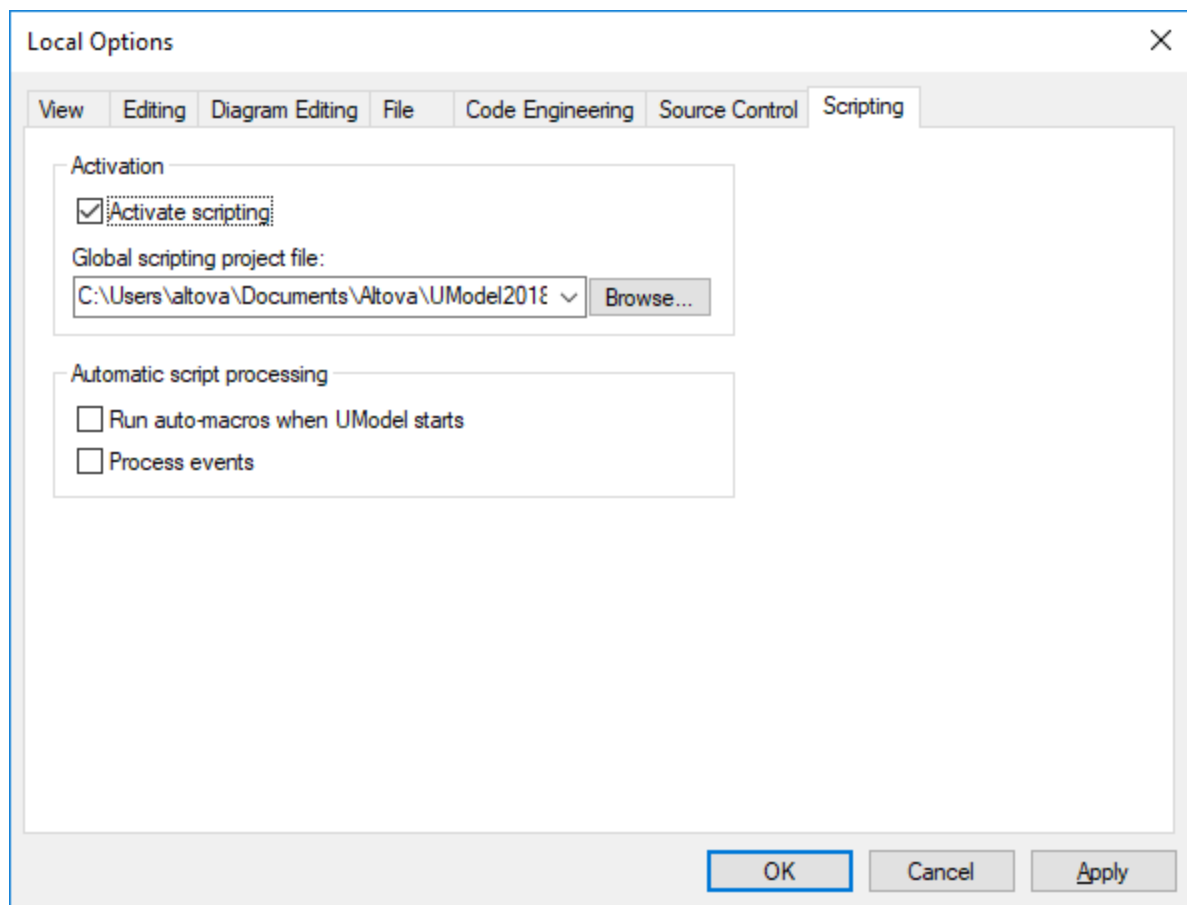 Local Options
View Editing Diagram Editing File Code Engineering Source Control Scripting
Activation
Activate scripting
Global scripting project file:
C:\Users\altova\Documents\Altova\UModel2018 Browse...
Automatic script processing
Run auto-macros when UModel starts
Process events
OK Cancel Apply